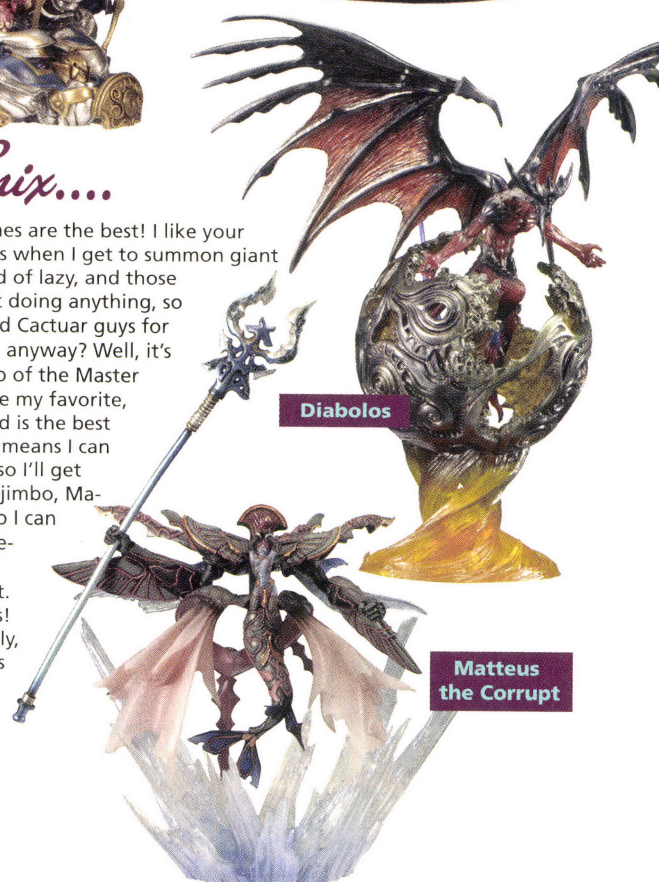 nix....
nes are the best! I like your
s when I get to summon giant
d of lazy, and those
t doing anything, so
d Cactuar guys for
anyway? Well, it's
o of the Master
e my favorite,
d is the best
means I can
so I'll get
jimbo, Ma-
o I can
e-
t.
s!
ly,
s
Diabolos
Matteus
the Corrupt